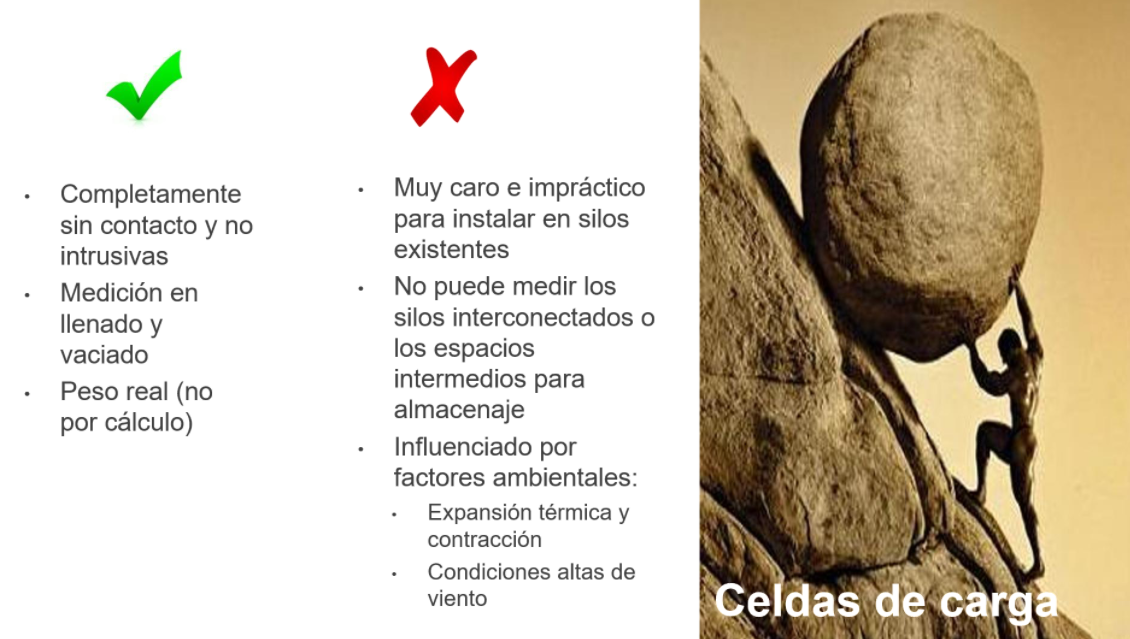 Completamente
sin contacto y no
intrusivas
Medición en
llenado y
vaciado
Peso real (no
por cálculo)
Muy caro e impráctico
para instalar en silos
existentes
No puede medir los
silos interconectados o
los espacios
intermedios para
almacenaje
Influenciado por
factores ambientales:
Expansión térmica y
contracción
Condiciones altas de
viento
Celdas de carga